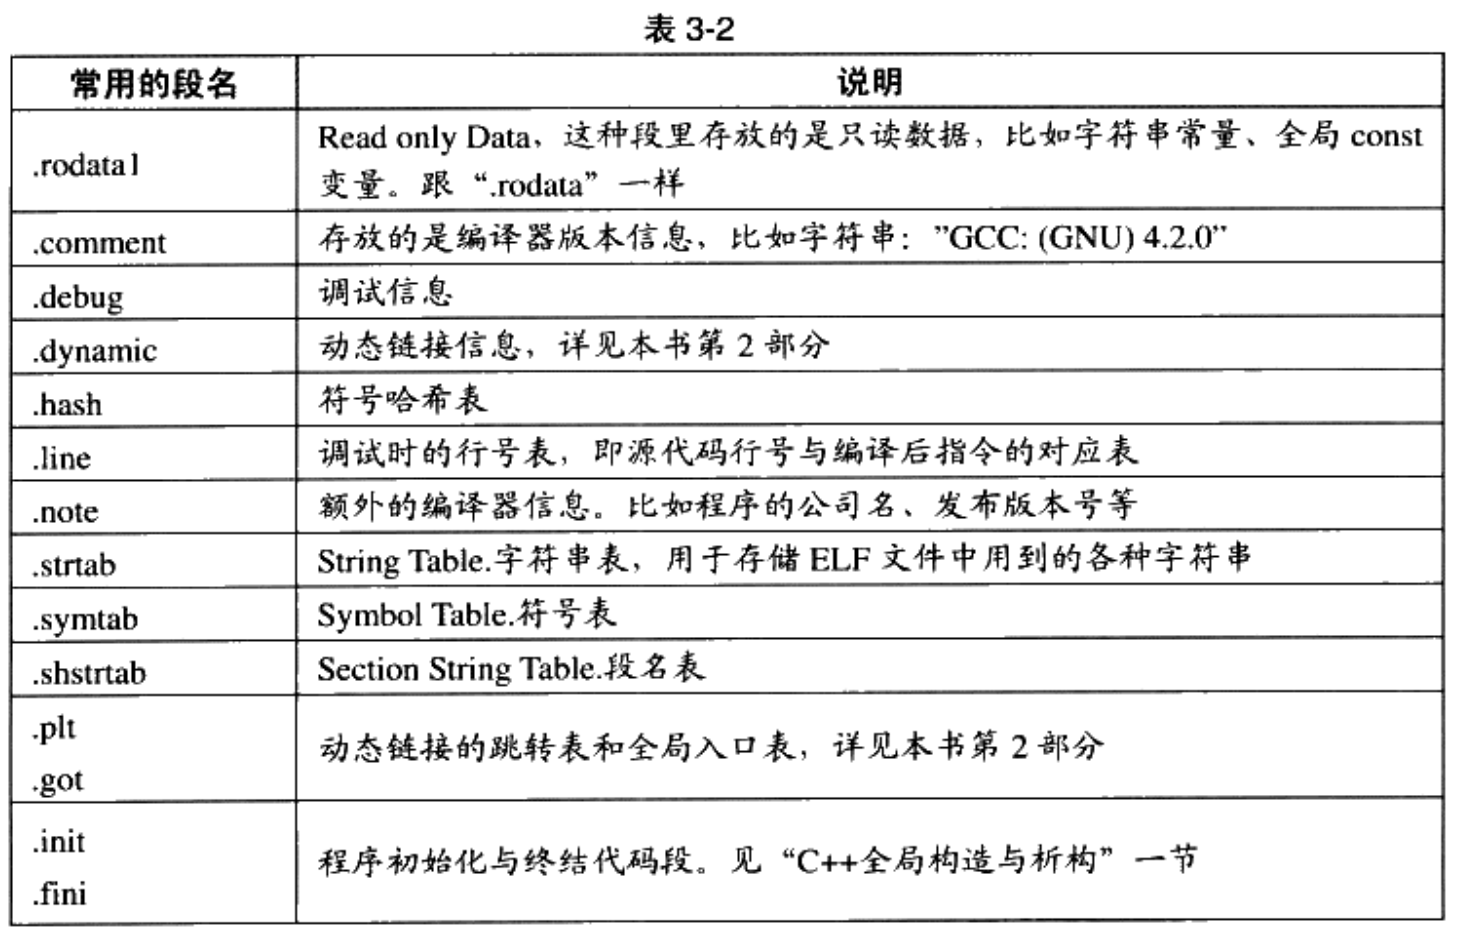 表 3-2
常用的段名 说明
.rodata1 Read only Data，这种段里存放的是只读数据，比如字符串常量、全局 const
变量。跟“.rodata”一样
.comment 存放的是编译器版本信息，比如字符串：”GCC: (GNU) 4.2.0”
.debug 调试信息
.dynamic 动态链接信息，详见本书第 2 部分
.hash 符号哈希表
.line 调试时的行号表，即源代码行号与编译后指令的对应表
.note 额外的编译器信息。比如程序的公司名、发布版本号等
.strtab String Table.字符串表，用于存储 ELF 文件中用到的各种字符串
.symtab Symbol Table.符号表
.shstrtab Section String Table.段名表
.plt
.got
动态链接的跳转表和全局入口表，详见本书第 2 部分
.init
.fini
程序初始化与终结代码段。见“C++全局构造与析构”一节